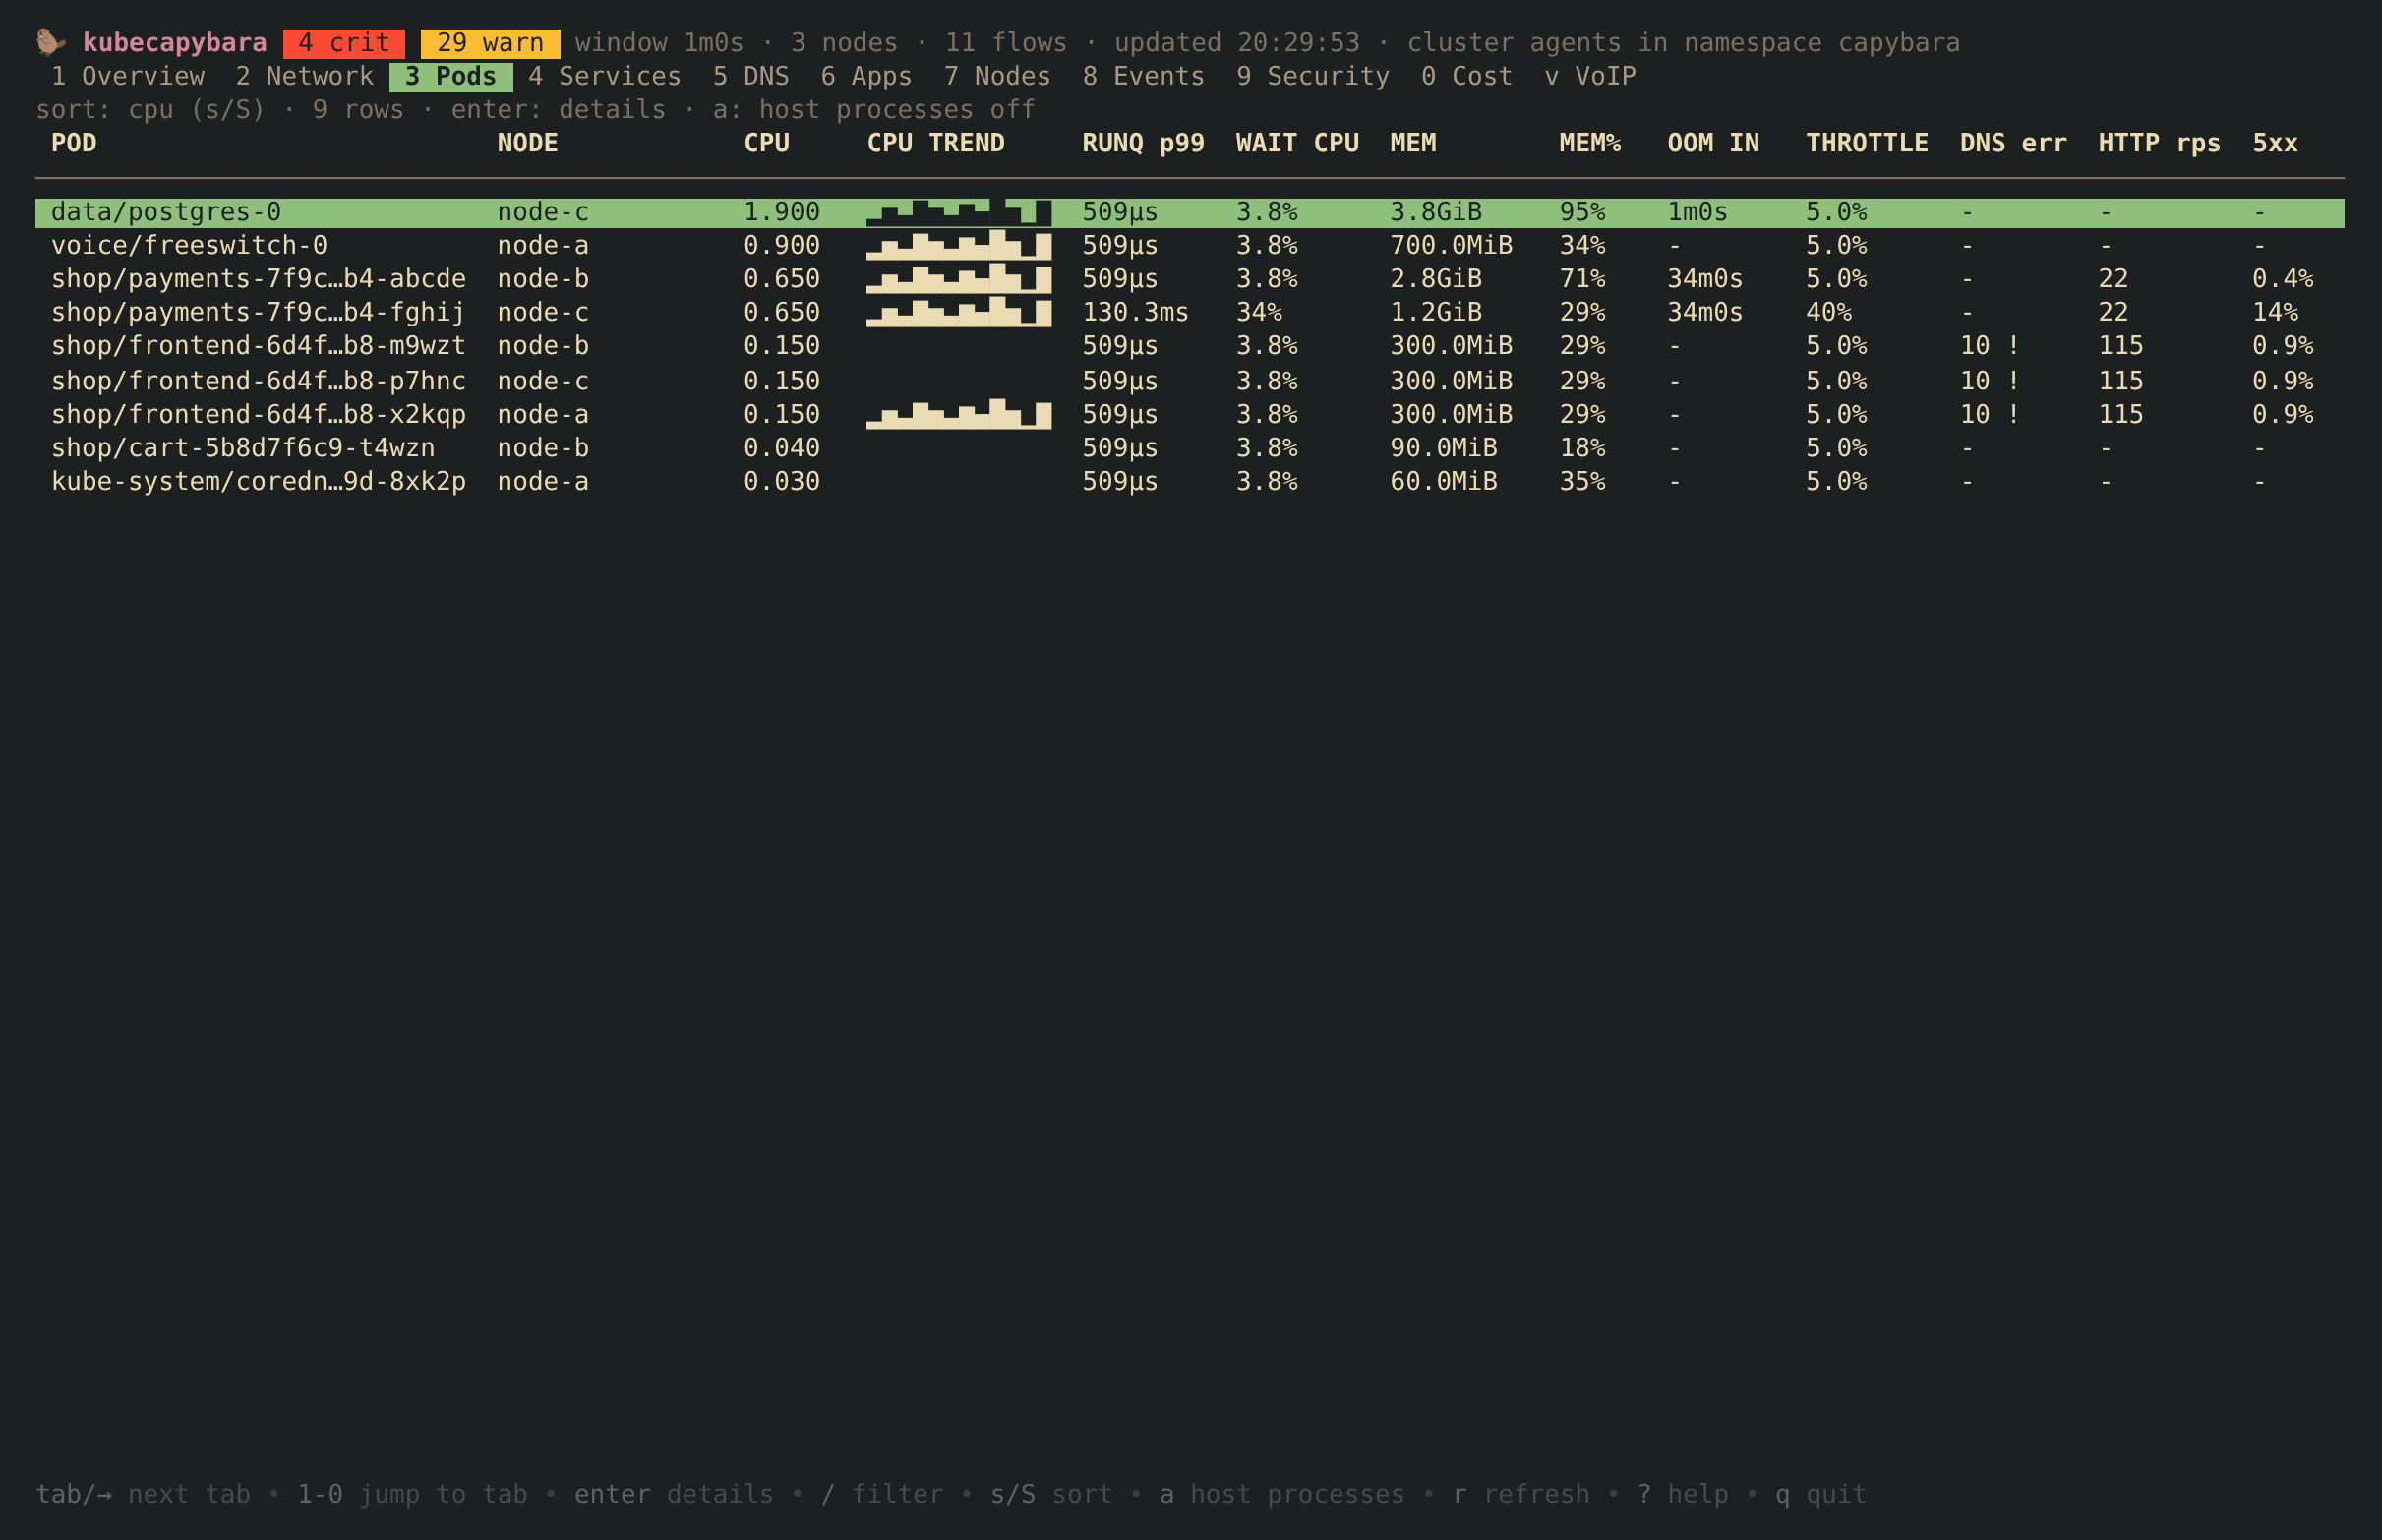 kubecapybara 4 crit 29 warn window 1m0s · 3 nodes · 11 flows · updated 20:29:53 · cluster agents in namespace capybara
1 Overview 2 Network 3 Pods 4 Services 5 DNS 6 Apps 7 Nodes 8 Events 9 Security 0 Cost v VoIP
sort: cpu (s/S) · 9 rows · enter: details · a: host processes off
POD NODE CPU CPU TREND RUNQ p99 WAIT CPU MEM MEM% OOM IN THROTTLE DNS err HTTP rps 5xx
data/postgres-0 node-c 1.900 509µs 3.8% 3.8GiB 95% 1m0s 5.0% - - -
voice/freeswitch-0 node-a 0.900 509µs 3.8% 700.0MiB 34% - 5.0% - - -
shop/payments-7f9c…b4-abcde node-b 0.650 509µs 3.8% 2.8GiB 71% 34m0s 5.0% - 22 0.4%
shop/payments-7f9c…b4-fghij node-c 0.650 130.3ms 34% 1.2GiB 29% 34m0s 40% - 22 14%
shop/frontend-6d4f…b8-m9wzt node-b 0.150 509µs 3.8% 300.0MiB 29% - 5.0% 10 ! 115 0.9%
shop/frontend-6d4f…b8-p7hnc node-c 0.150 509µs 3.8% 300.0MiB 29% - 5.0% 10 ! 115 0.9%
shop/frontend-6d4f…b8-x2kqp node-a 0.150 509µs 3.8% 300.0MiB 29% - 5.0% 10 ! 115 0.9%
shop/cart-5b8d7f6c9-t4wzn node-b 0.040 509µs 3.8% 90.0MiB 18% - 5.0% - - -
kube-system/coredn…9d-8xk2p node-a 0.030 509µs 3.8% 60.0MiB 35% - 5.0% - - -
tab/→ next tab • 1-0 jump to tab • enter details • / filter • s/S sort • a host processes • r refresh • ? help • q quit